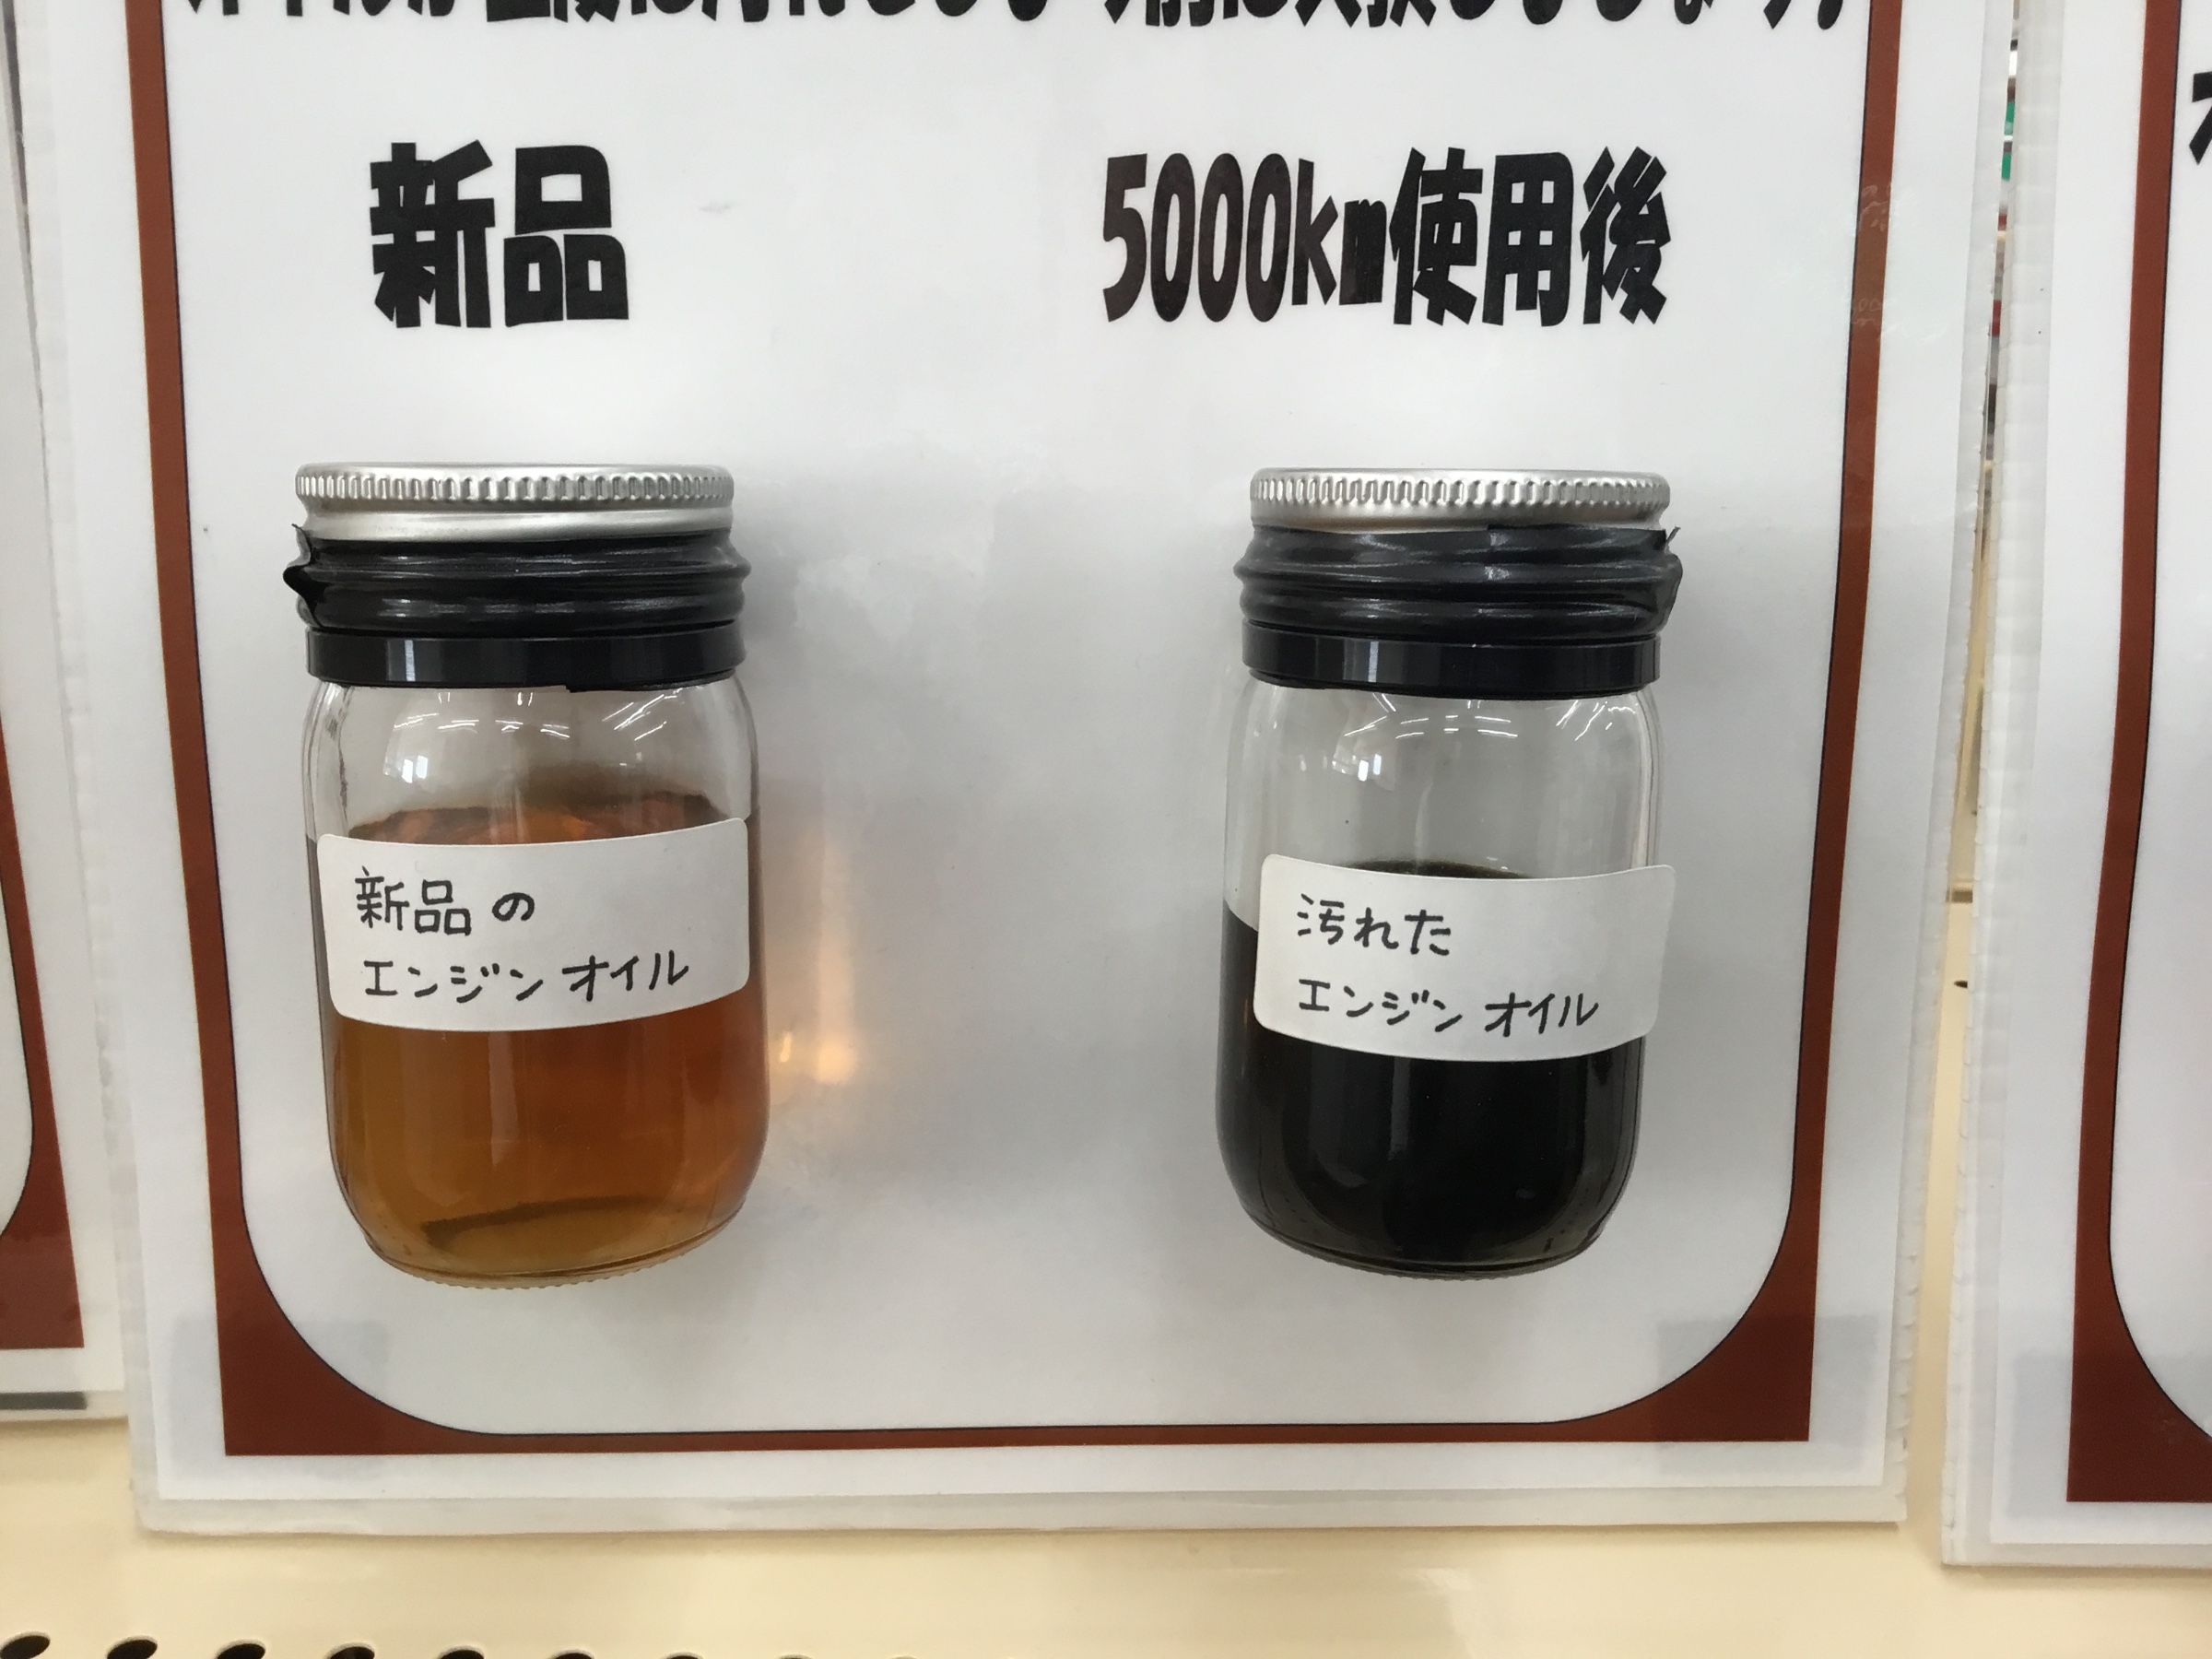 新品
5000km使用後
新品の
エンジンオイル
汚れた
エンジンオイル